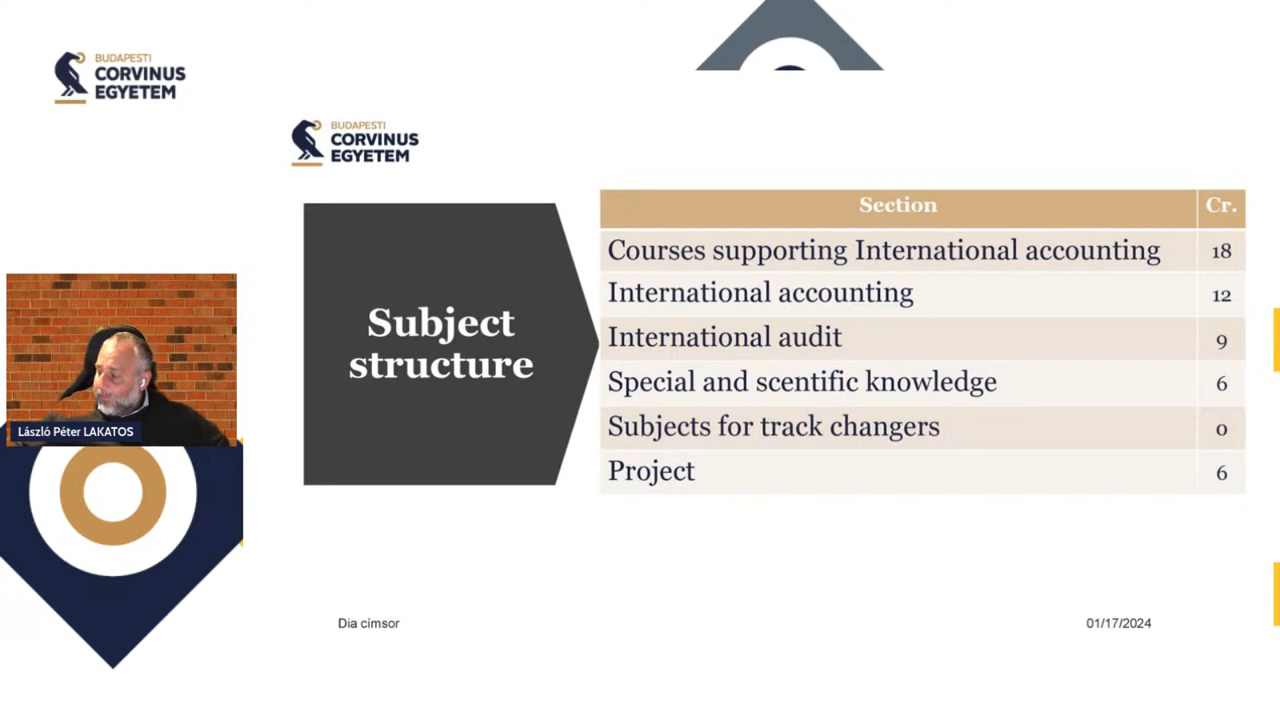 BUDAPESTI
CORVINUS
EGYETEM
BUDAPESTI
CORVINUS
EGYETEM
Subject
structure
Section Cr.
Courses supporting International accounting 18
International accounting 12
International audit 9
Special and scentific knowledge 6
Subjects for track changers 0
Project 6
László Péter LAKATOS
Dia címsor
01/17/2024